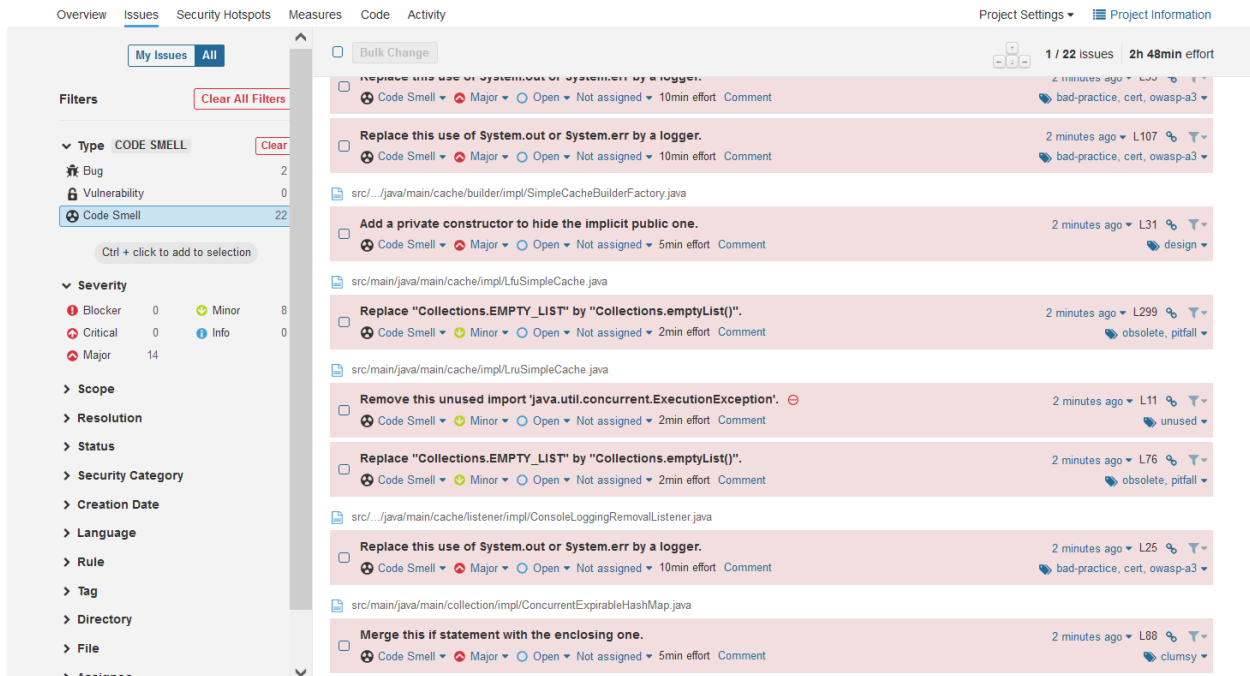 Overview Issues Security Hotspots Measures Code Activity Project Settings Project Information
My Issues All
Bulk Change
1 / 22 issues 2h 48min effort
Filters
Clear All Filters
Type CODE SMELL Clear
Bug 2
Vulnerability 0
Code Smell 22
Ctrl + click to add to selection
Severity
Blocker 0 Minor 8
Critical 0 Info 0
Major 14
Scope
Resolution
Status
Security Category
Creation Date
Language
Rule
Tag
Directory
File
Assignee
Replace this use of System.out or System.err by a logger. 2 minutes ago
Code Smell Major Open Not assigned 10min effort Comment bad-practice, cert, owasp-a3
Replace this use of System.out or System.err by a logger. 2 minutes ago L107
Code Smell Major Open Not assigned 10min effort Comment bad-practice, cert, owasp-a3
src/.../java/main/cache/builder/impl/SimpleCacheBuilderFactory.java
Add a private constructor to hide the implicit public one. 2 minutes ago L31
Code Smell Major Open Not assigned 5min effort Comment design
src/main/java/main/cache/impl/LfuSimpleCache.java
Replace "Collections.EMPTY_LIST" by "Collections.emptyList()". 2 minutes ago L299
Code Smell Minor Open Not assigned 2min effort Comment obsolete, pitfall
src/main/java/main/cache/impl/LruSimpleCache.java
Remove this unused import 'java.util.concurrent.ExecutionException'. 2 minutes ago L11
Code Smell Minor Open Not assigned 2min effort Comment unused
Replace "Collections.EMPTY_LIST" by "Collections.emptyList()". 2 minutes ago L76
Code Smell Minor Open Not assigned 2min effort Comment obsolete, pitfall
src/.../java/main/cache/listener/impl/ConsoleLoggingRemovalListener.java
Replace this use of System.out or System.err by a logger. 2 minutes ago L25
Code Smell Major Open Not assigned 10min effort Comment bad-practice, cert, owasp-a3
src/main/java/main/collection/impl/ConcurrentExpirableHashMap.java
Merge this if statement with the enclosing one. 2 minutes ago L88
Code Smell Major Open Not assigned 5min effort Comment clumsy